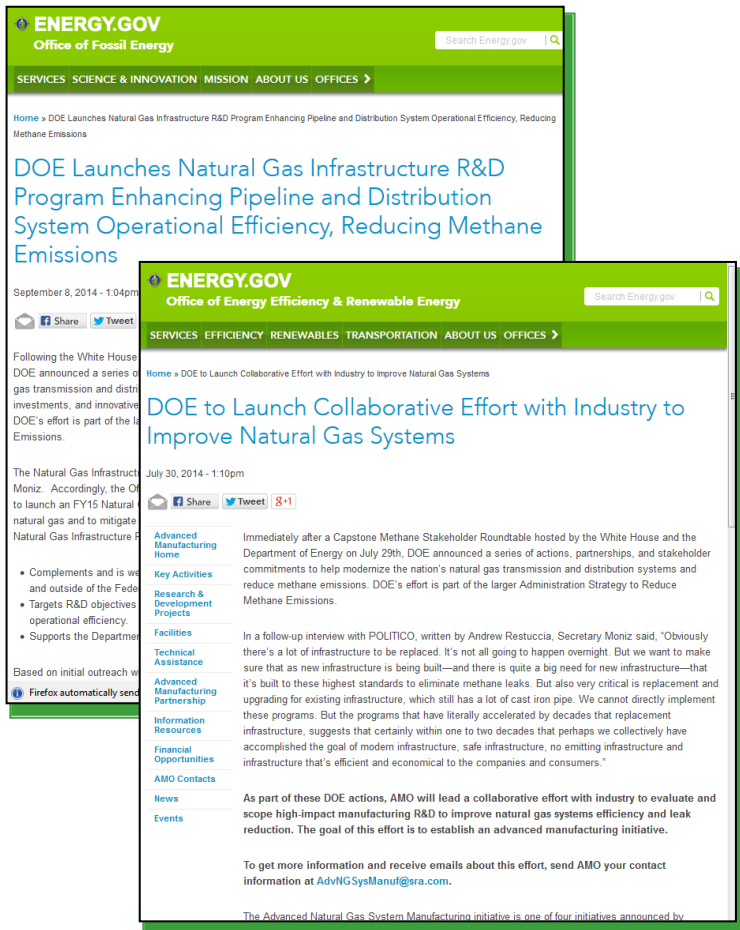 ENERGY.GOV
Office of Fossil Energy
Search Energy.gov
SERVICES SCIENCE & INNOVATION MISSION ABOUT US OFFICES
Home » DOE Launches Natural Gas Infrastructure R&D Program Enhancing Pipeline and Distribution System Operational Efficiency, Reducing
Methane Emissions
DOE Launches Natural Gas Infrastructure R&D
Program Enhancing Pipeline and Distribution
System Operational Efficiency, Reducing Methane
Emissions
September 8, 2014 - 1:04pm
Share Tweet
Following the White House
DOE announced a series o
gas transmission and distri
investments, and innovative
DOE's effort is part of the la
Emissions.
The Natural Gas Infrastruct
Moniz. Accordingly, the Of
to launch an FY15 Natural
natural gas and to mitigate
Natural Gas Infrastructure
• Complements and is we
and outside of the Fede
• Targets R&D objectives
operational efficiency.
• Supports the Departmen
Based on initial outreach w
Firefox automatically send
ENERGY.GOV
Office of Energy Efficiency & Renewable Energy
Search Energy.gov
SERVICES EFFICIENCY RENEWABLES TRANSPORTATION ABOUT US OFFICES
Home » DOE to Launch Collaborative Effort with Industry to Improve Natural Gas Systems
DOE to Launch Collaborative Effort with Industry to
Improve Natural Gas Systems
July 30, 2014 - 1:10pm
Share Tweet g+1
Advanced
Manufacturing
Home
Key Activities
Research &
Development
Projects
Facilities
Technical
Assistance
Advanced
Manufacturing
Partnership
Information
Resources
Financial
Opportunities
AMO Contacts
News
Events
Immediately after a Capstone Methane Stakeholder Roundtable hosted by the White House and the
Department of Energy on July 29th, DOE announced a series of actions, partnerships, and stakeholder
commitments to help modernize the nation's natural gas transmission and distribution systems and
reduce methane emissions. DOE's effort is part of the larger Administration Strategy to Reduce
Methane Emissions.
In a follow-up interview with POLITICO, written by Andrew Restuccia, Secretary Moniz said, "Obviously
there's a lot of infrastructure to be replaced. It's not all going to happen overnight. But we want to make
sure that as new infrastructure is being built—and there is quite a big need for new infrastructure—that
it's built to these highest standards to eliminate methane leaks. But also very critical is replacement and
upgrading for existing infrastructure, which still has a lot of cast iron pipe. We cannot directly implement
these programs. But the programs that have literally accelerated by decades that replacement
infrastructure, suggests that certainly within one to two decades that perhaps we collectively have
accomplished the goal of modern infrastructure, safe infrastructure, no emitting infrastructure and
infrastructure that's efficient and economical to the companies and consumers."
As part of these DOE actions, AMO will lead a collaborative effort with industry to evaluate and
scope high-impact manufacturing R&D to improve natural gas systems efficiency and leak
reduction. The goal of this effort is to establish an advanced manufacturing initiative.
To get more information and receive emails about this effort, send AMO your contact
information at AdvNGSysManuf@sra.com.
The Advanced Natural Gas System Manufacturing initiative is one of four initiatives announced by